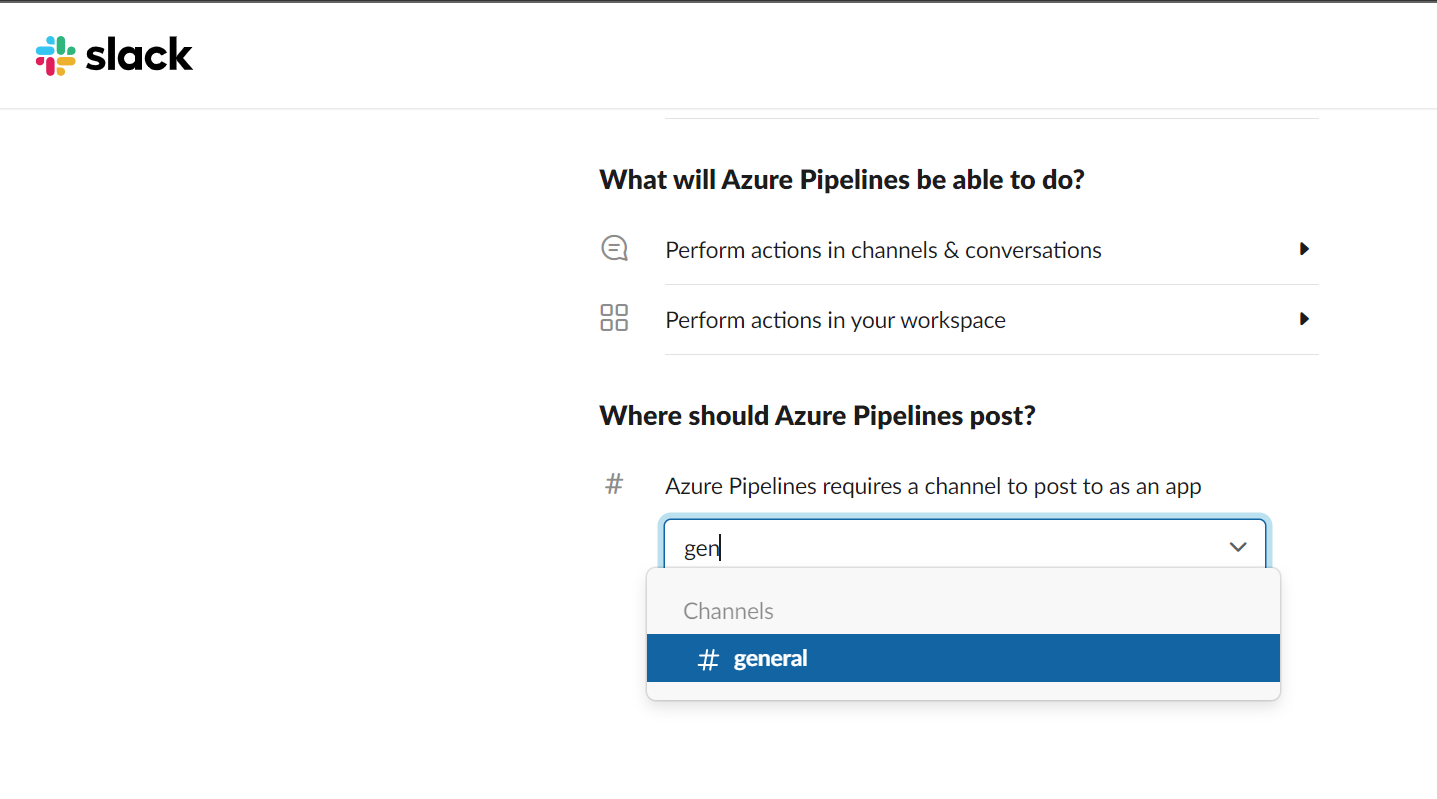 slack
What will Azure Pipelines be able to do?
Perform actions in channels & conversations
Perform actions in your workspace
Where should Azure Pipelines post?
# Azure Pipelines requires a channel to post to as an app
gen
Channels
# general